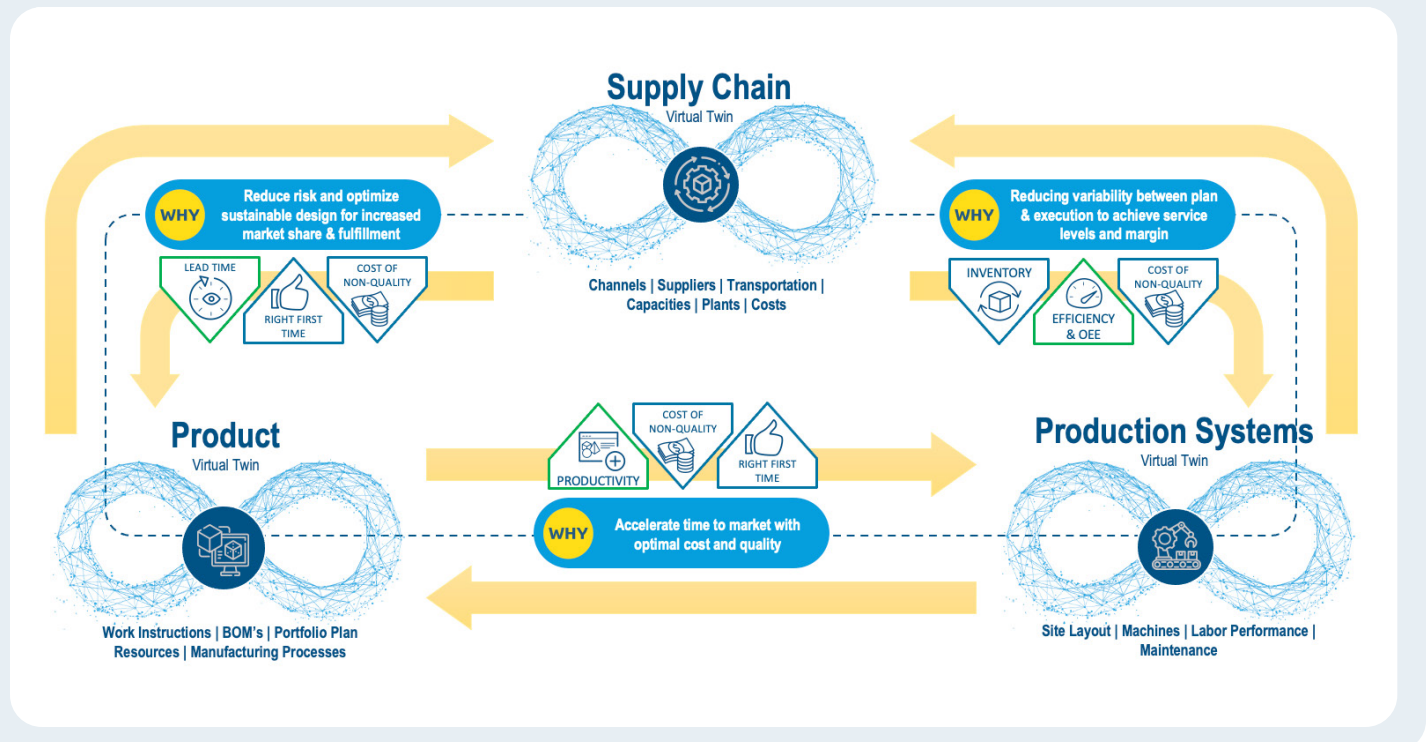 Supply Chain
Virtual Twin
WHY
Reduce risk and optimize
sustainable design for increased
market share & fulfillment
WHY
Reducing variability between plan
& execution to achieve service
levels and margin
LEAD TIME
RIGHT FIRST
TIME
COST OF
NON-QUALITY
Channels | Suppliers | Transportation |
Capacities | Plants | Costs
INVENTORY
EFFICIENCY
& OEE
COST OF
NON-QUALITY
Product
Virtual Twin
PRODUCTIVITY
COST OF
NON-QUALITY
RIGHT FIRST
TIME
Production Systems
Virtual Twin
WHY
Accelerate time to market with
optimal cost and quality
Work Instructions | BOM's | Portfolio Plan
Resources | Manufacturing Processes
Site Layout | Machines | Labor Performance |
Maintenance